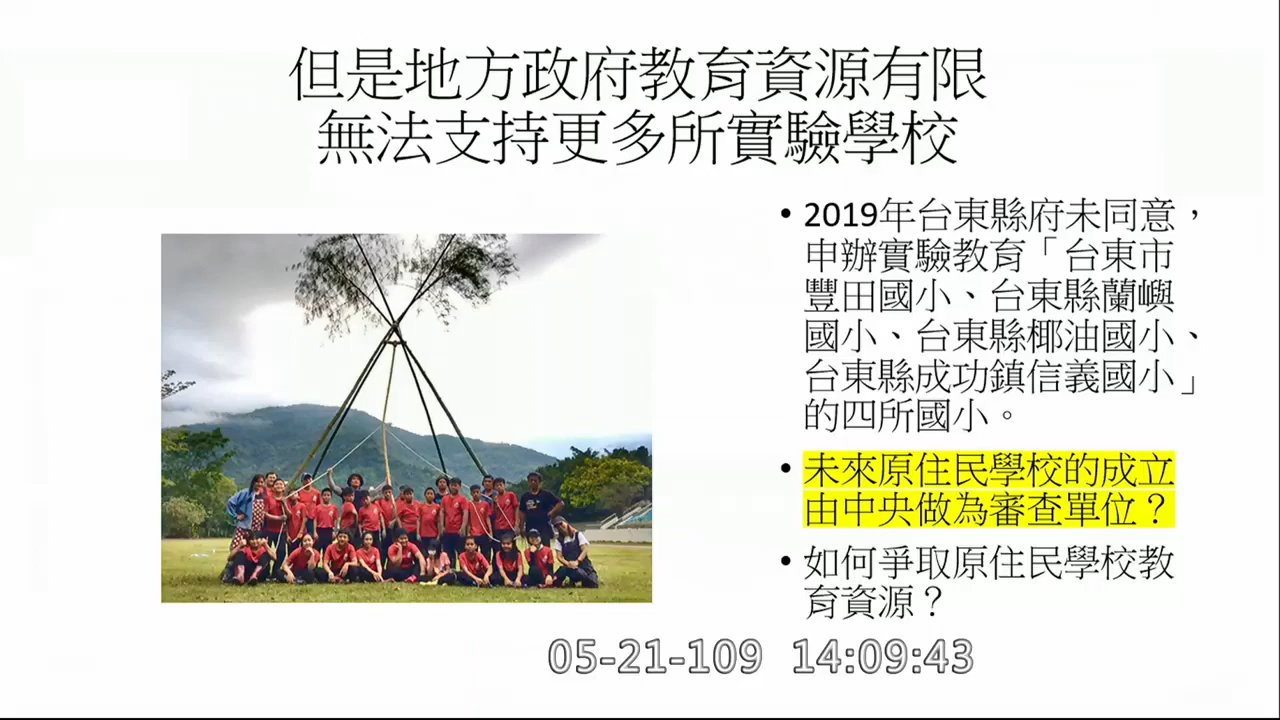 但是地方政府教育資源有限
無法支持更多所實驗學校
• 2019年台東縣府未同意，
申辦實驗教育「台東市
豐田國小、台東縣蘭嶼
國小、台東縣椰油國小、
台東縣成功鎮信義國小」
的四所國小。
• 未來原住民學校的成立
由中央做為審查單位？
• 如何爭取原住民學校教
育資源？
05-21-109 14:09:43